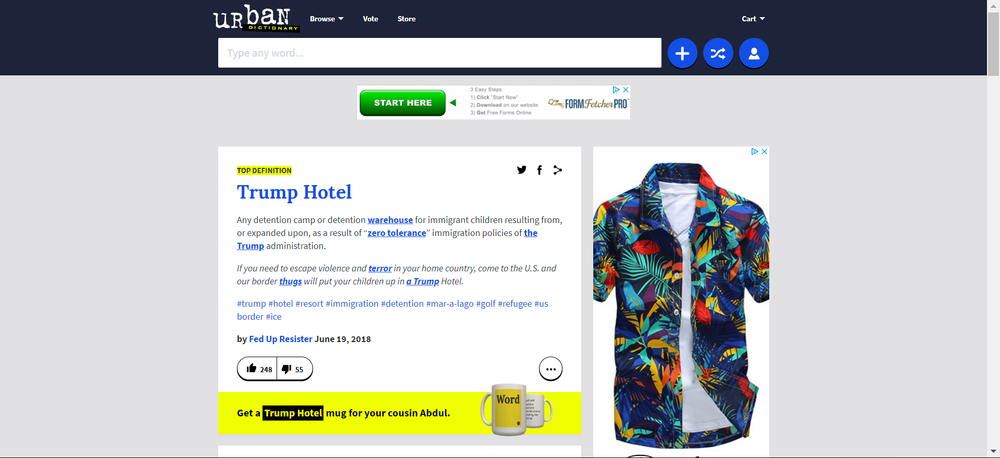 urban
DICTIONARY
Browse
Vote
Store
Cart
Type any word...
START HERE
3 Easy Steps:
1) Click "Start Now"
2) Download on our website
3) Get Free Forms Online
FORMFetcherPRO™
TOP DEFINITION
Trump Hotel
Any detention camp or detention warehouse for immigrant children resulting from,
or expanded upon, as a result of “zero tolerance” immigration policies of the
Trump administration.
If you need to escape violence and terror in your home country, come to the U.S. and
our border thugs will put your children up in a Trump Hotel.
#trump #hotel #resort #immigration #detention #mar-a-lago #golf #refugee #us
border #ice
by Fed Up Resister June 19, 2018
248
55
Get a Trump Hotel mug for your cousin Abdul.
Word